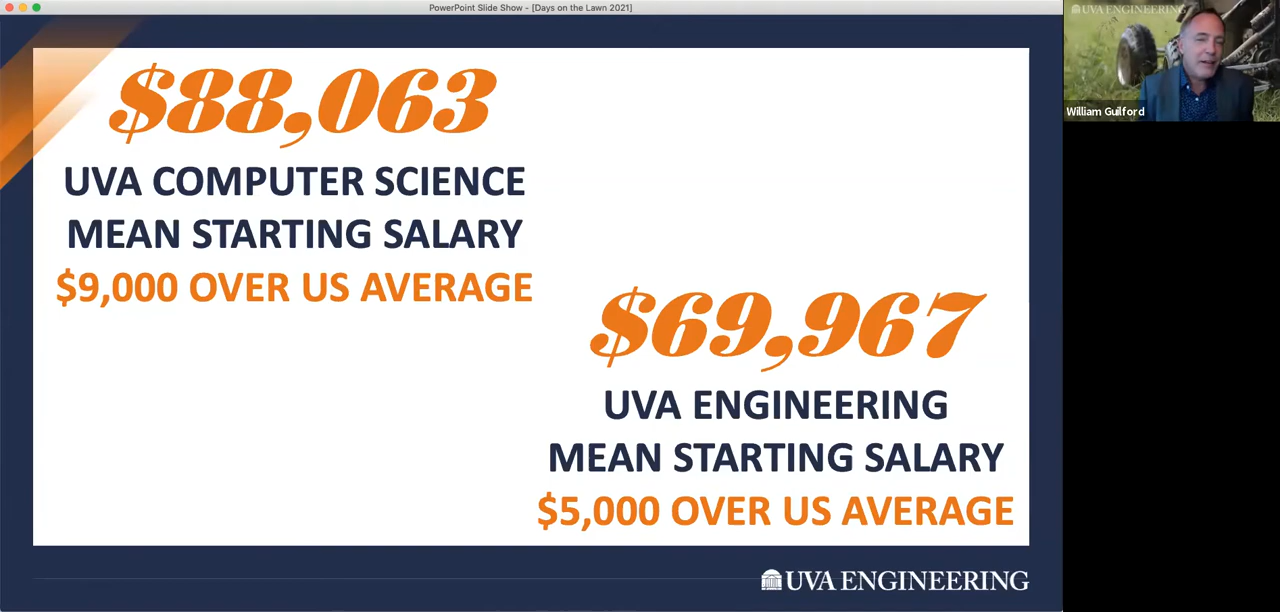 PowerPoint Slide Show - [Days on the Lawn 2021]
$88,063
UVA COMPUTER SCIENCE
MEAN STARTING SALARY
$9,000 OVER US AVERAGE
$69,967
UVA ENGINEERING
MEAN STARTING SALARY
$5,000 OVER US AVERAGE
UVA ENGINEERING
UVA ENGINEERING
William Guilford